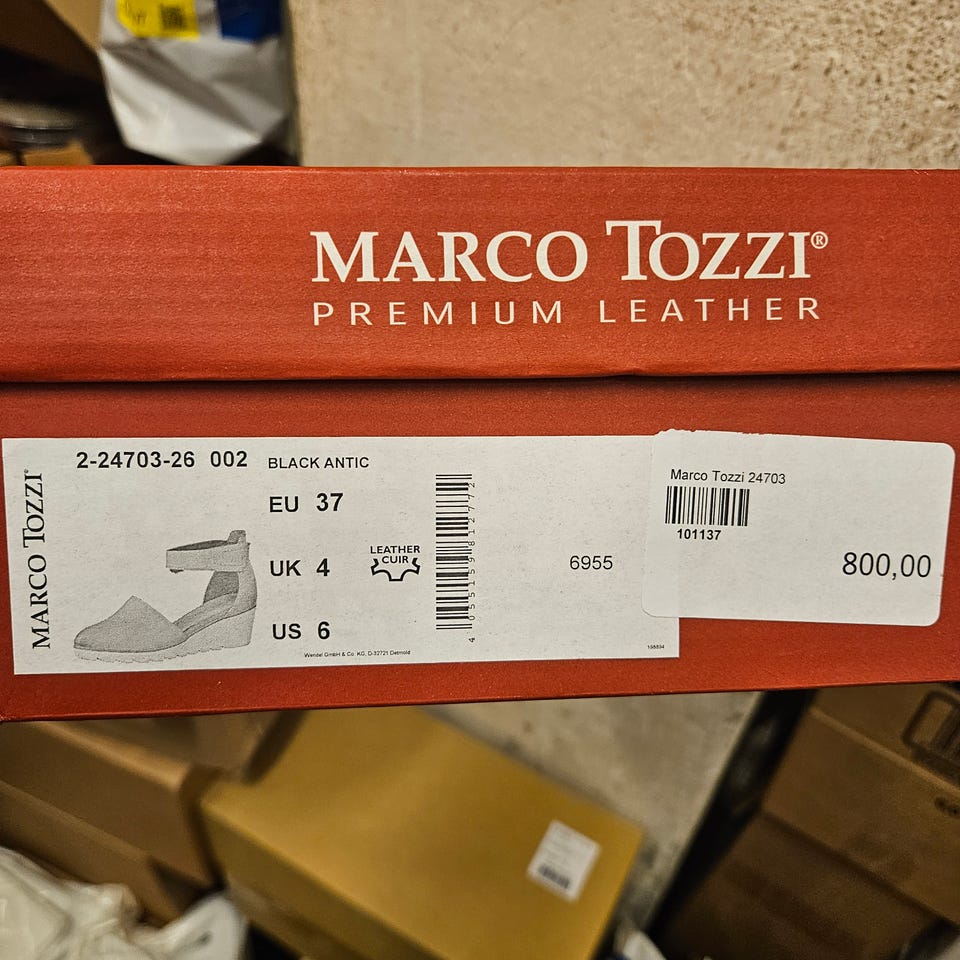 MARCO TOZZI®
PREMIUM LEATHER
MARCO TOZZI
2-24703-26 002 BLACK ANTIC
EU 37
UK 4
US 6
LEATHER
CUIR
6955
Wendel GmbH & Co. KG, D-32721 Detmold
198894
Marco Tozzi 24703
101137
800,00